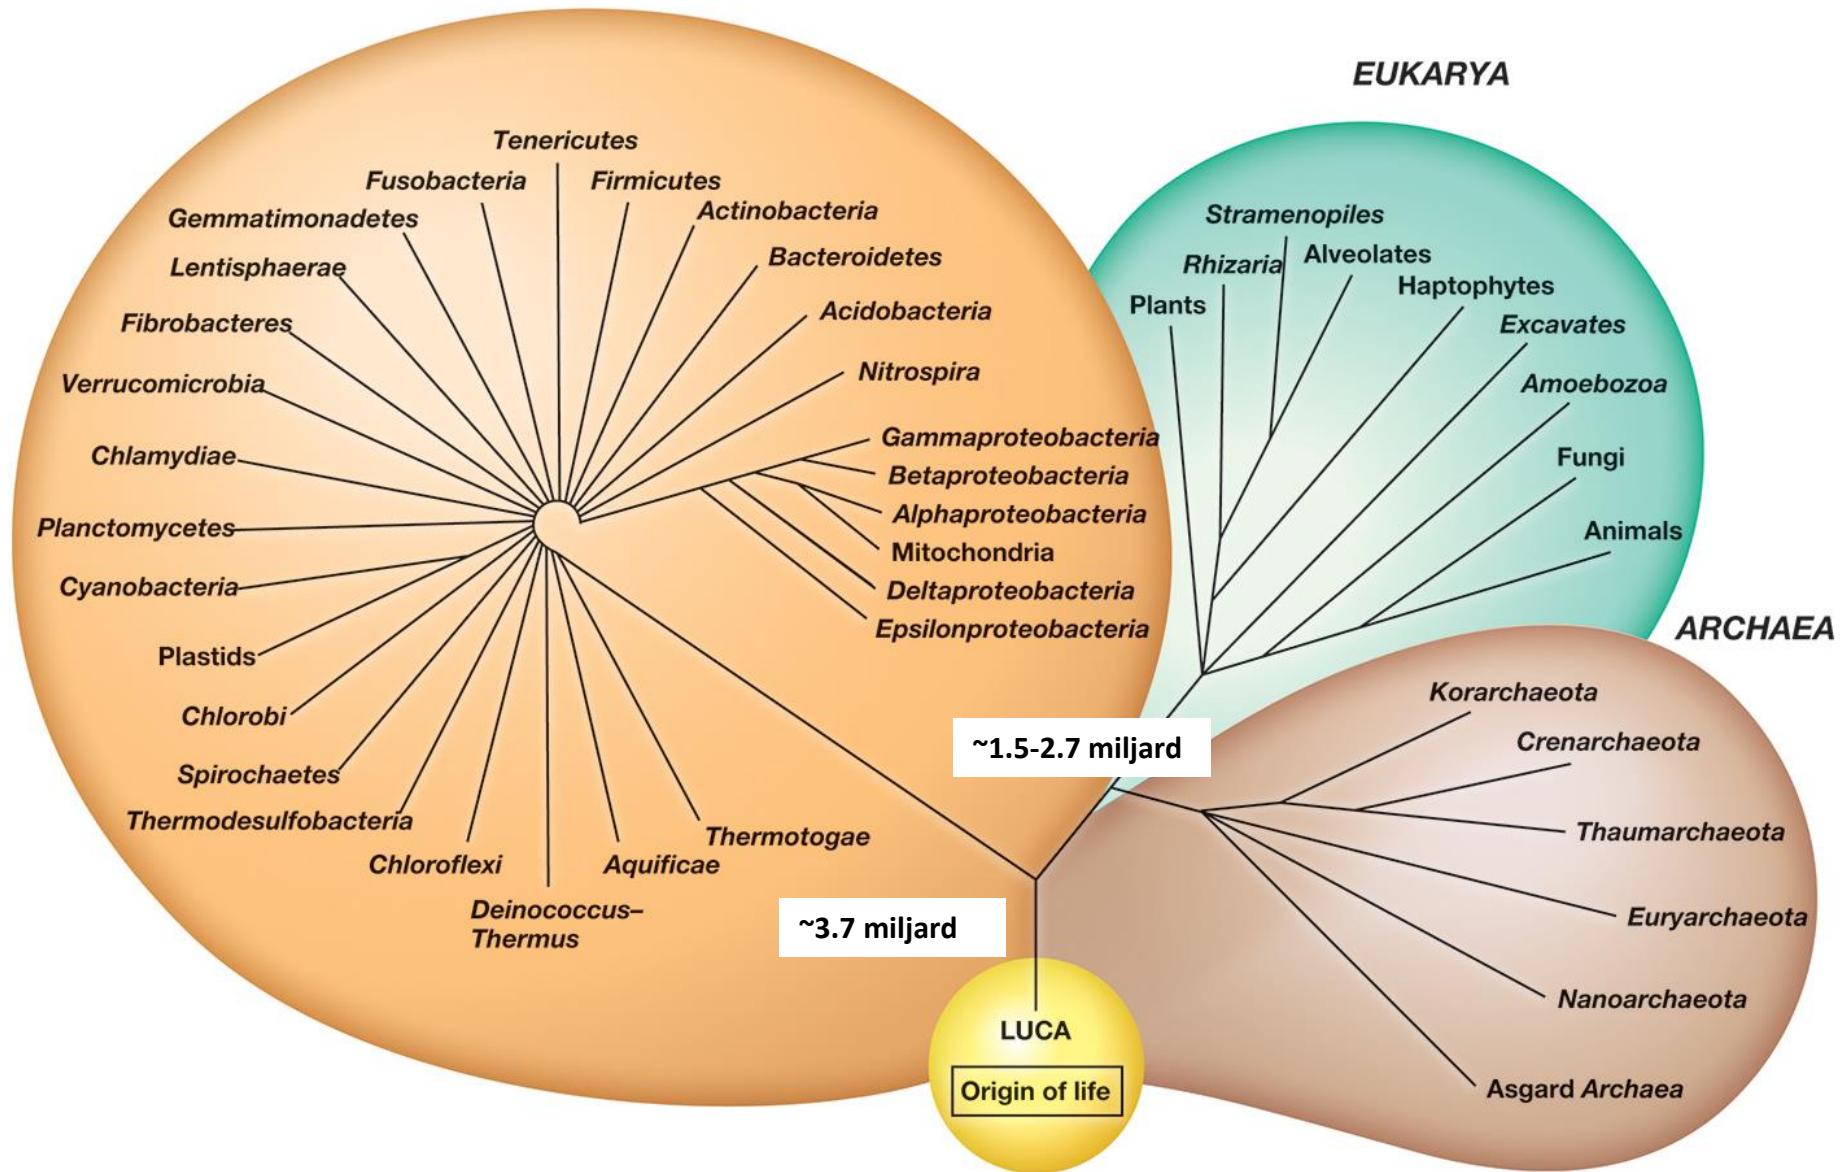 EUKARYA
Tenericutes
Fusobacteria
Firmicutes
Gemmatimonadetes
Actinobacteria
Lentisphaerae
Bacteroidetes
Fibrobacteres
Acidobacteria
Verrucomicrobia
Nitrospira
Chlamydiae
Gammaproteobacteria
Betaproteobacteria
Planctomycetes
Alphaproteobacteria
Mitochondria
Cyanobacteria
Deltaproteobacteria
Epsilonproteobacteria
Plastids
Chlorobi
Spirochaetes
Thermodesulfobacteria
Chloroflexi
Deinococcus–
Thermus
Aquificae
Thermotogae
Stramenopiles
Rhizaria
Alveolates
Plants
Haptophytes
Excavates
Amoebozoa
Fungi
Animals
ARCHAEA
Korarchaeota
Crenarchaeota
Thaumarchaeota
Euryarchaeota
Nanoarchaeota
Asgard Archaea
~1.5-2.7 miljard
~3.7 miljard
LUCA
Origin of life